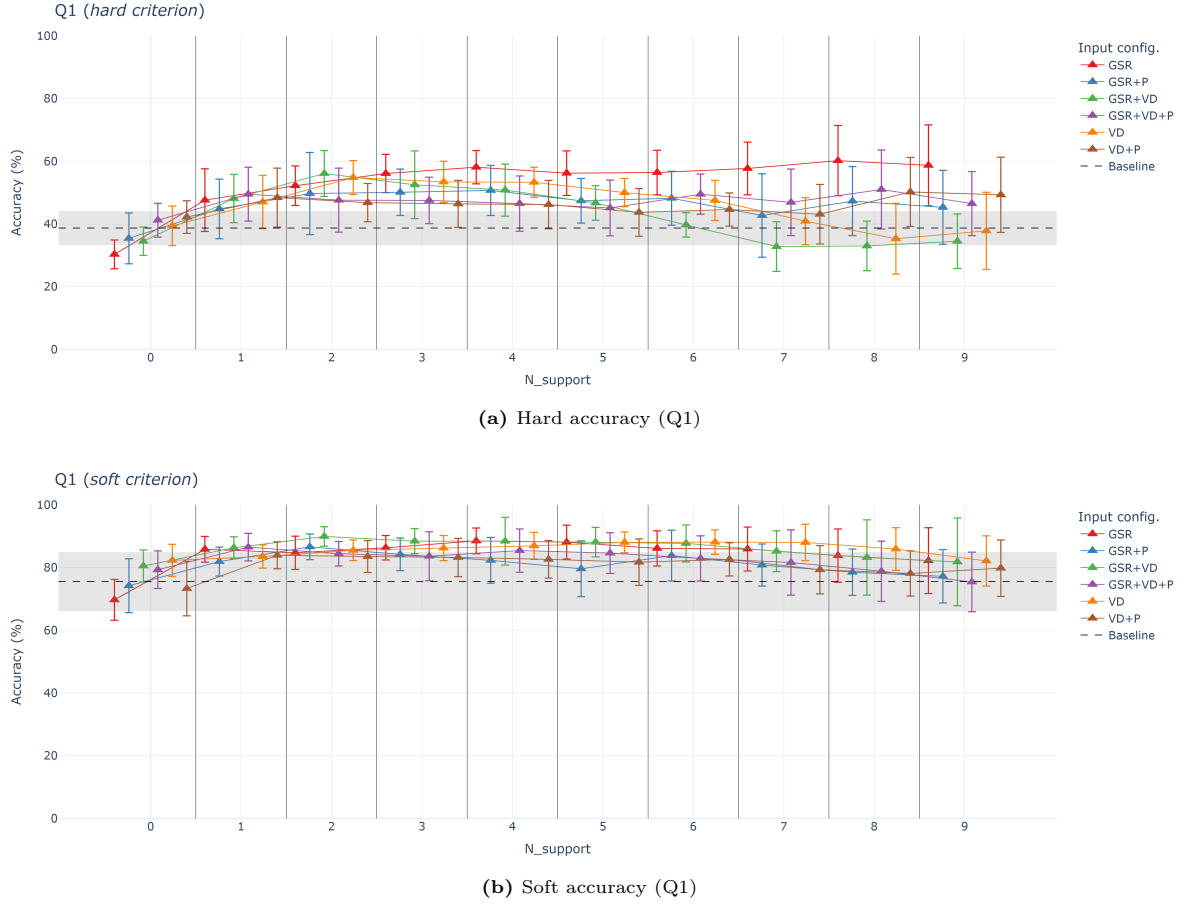 Q1 (hard criterion)
100
80
60
40
20
0
Accuracy (%)
0 1 2 3 4 5 6 7 8 9
N_support
Input config.
GSR
GSR+P
GSR+VD
GSR+VD+P
VD
VD+P
Baseline
(a) Hard accuracy (Q1)
Q1 (soft criterion)
100
80
60
40
20
0
Accuracy (%)
0 1 2 3 4 5 6 7 8 9
N_support
Input config.
GSR
GSR+P
GSR+VD
GSR+VD+P
VD
VD+P
Baseline
(b) Soft accuracy (Q1)